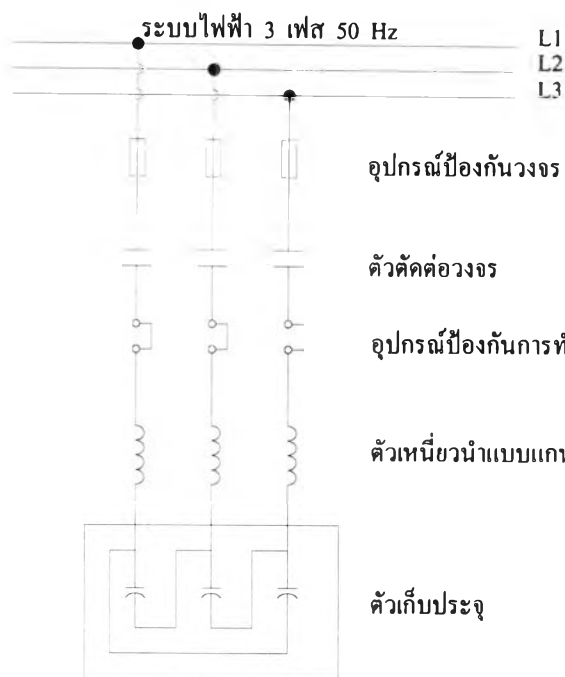 ระบบไฟฟ้า 3 เฟส 50 Hz
L1
L2
L3
อุปกรณ์ป้องกันวงจร
ตัวตัดต่อวงจร
อุปกรณ์ป้องกันการทำ
ตัวเหนี่ยวนำแบบแกน
ตัวเก็บประจุ